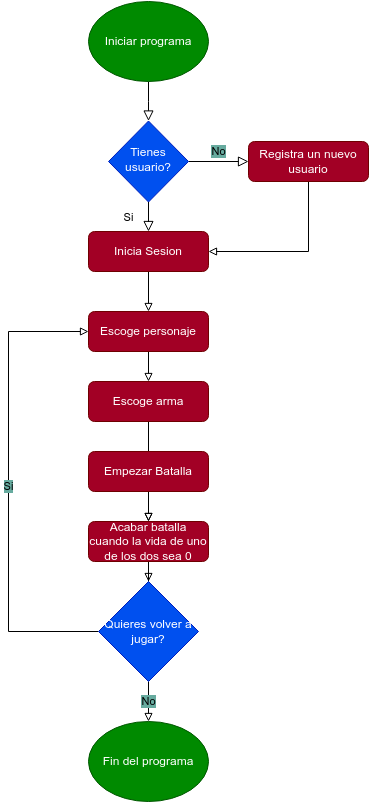 Iniciar programa
Tienes
usuario?
No
Registra un nuevo
usuario
Si
Inicia Sesion
Escoge personaje
Escoge arma
Empezar Batalla
Si
Acabar batalla
cuando la vida de uno
de los dos sea 0
Quieres volver a
jugar?
No
Fin del programa